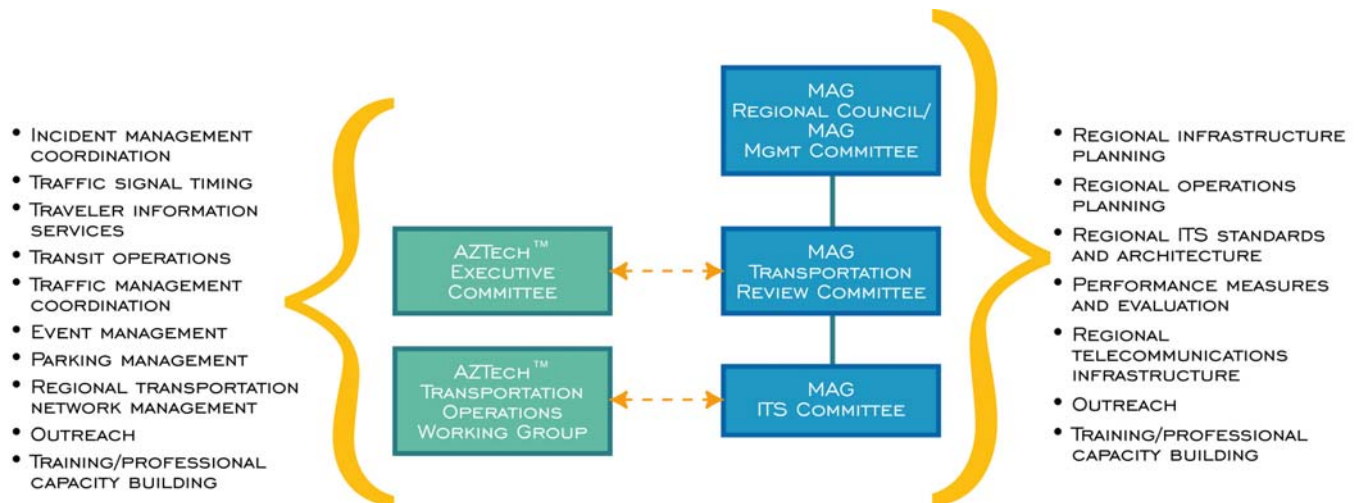 • Incident management
coordination
• Traffic signal timing
• Traveler information
services
• Transit operations
• Traffic management
coordination
• Event management
• Parking management
• Regional transportation
network management
• Outreach
• Training/professional
capacity building
AZTech™
Executive
Committee
AZTech™
Transportation
Operations
Working Group
MAG
Regional Council/
MAG
Mgmt Committee
MAG
Transportation
Review Committee
MAG
ITS Committee
• Regional infrastructure
planning
• Regional operations
planning
• Regional ITS standards
and architecture
• Performance measures
and evaluation
• Regional
telecommunications
infrastructure
• Outreach
• Training/professional
capacity building